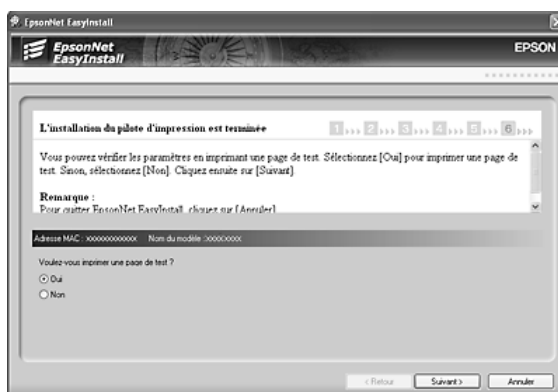 EpsonNet EasyInstall
EpsonNet
EasyInstall
EPSON
L'installation du pilote d'impression est terminée
1 2 3 4 5 6
Vous pouvez vérifier les paramètres en imprimant une page de test. Sélectionnez [Oui] pour imprimer une page de
test. Sinon, sélectionnez [Non]. Cliquez ensuite sur [Suivant].
Remarque :
Pour quitter EpsonNet EasyInstall, cliquez sur [Annuler]
Adresse MAC : xxxxxxxxxxxx Nom du modèle :xxxxxxxx
Voulez-vous imprimer une page de test ?
Oui
Non
< Retour Suivant > Annuler